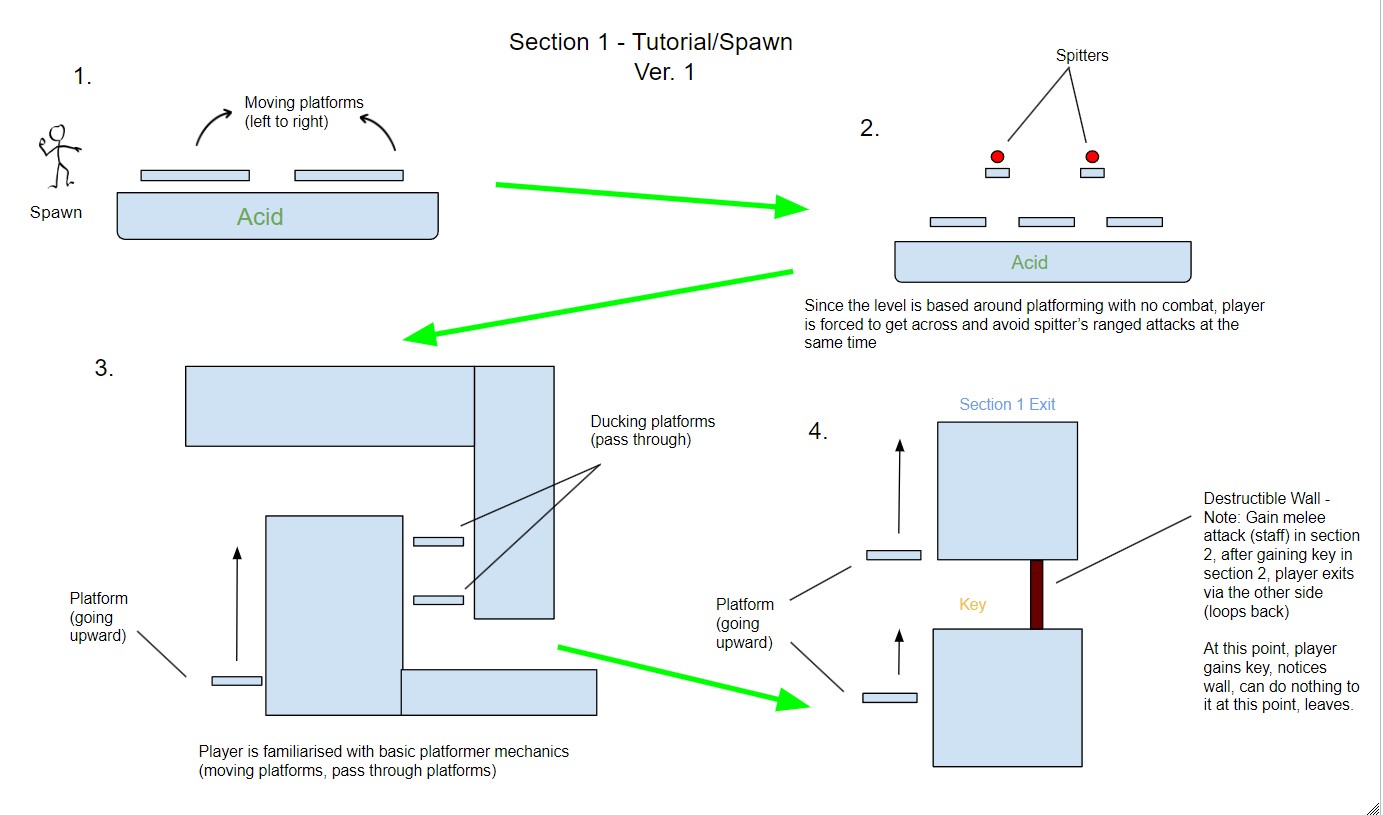 Section 1 - Tutorial/Spawn
Ver. 1
1.
Moving platforms
(left to right)
Spawn
Acid
2.
Spitters
Acid
Since the level is based around platforming with no combat, player
is forced to get across and avoid spitter's ranged attacks at the
same time
3.
Ducking platforms
(pass through)
Platform
(going
upward)
Player is familiarised with basic platformer mechanics
(moving platforms, pass through platforms)
4.
Section 1 Exit
Platform
(going
upward)
Key
Destructible Wall -
Note: Gain melee
attack (staff) in section
2, after gaining key in
section 2, player exits
via the other side
(loops back)
At this point, player
gains key, notices
wall, can do nothing to
it at this point, leaves.